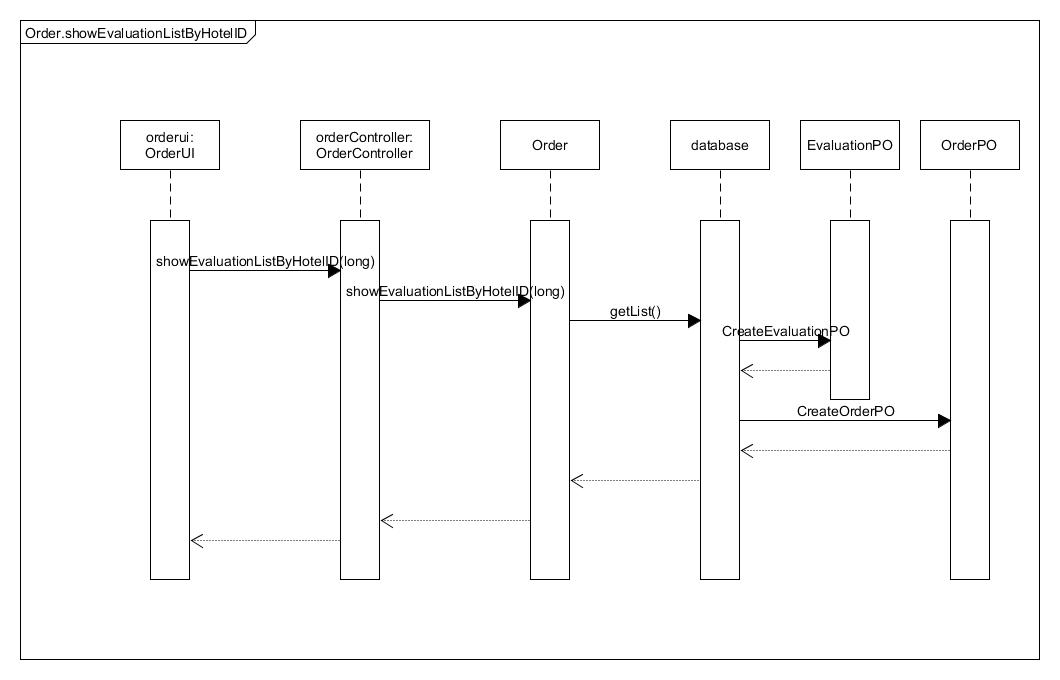 Order.showEvaluationListByHotelID
orderui:
OrderUI
orderController:
OrderController
Order
database
EvaluationPO
OrderPO
showEvaluationListByHotelID(long)
showEvaluationListByHotelID(long)
getList()
CreateEvaluationPO
CreateOrderPO